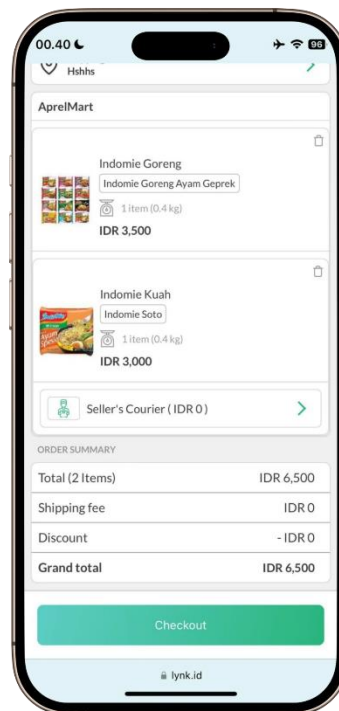 00.40
96
Hshhs
AprelMart
Indomie Goreng
Indomie Goreng Ayam Geprek
1 item (0.4 kg)
IDR 3,500
Indomie Kuah
Indomie Soto
1 item (0.4 kg)
IDR 3,000
Seller's Courier ( IDR 0 )
ORDER SUMMARY
Total (2 Items) IDR 6,500
Shipping fee IDR 0
Discount - IDR 0
Grand total IDR 6,500
Checkout
lynk.id